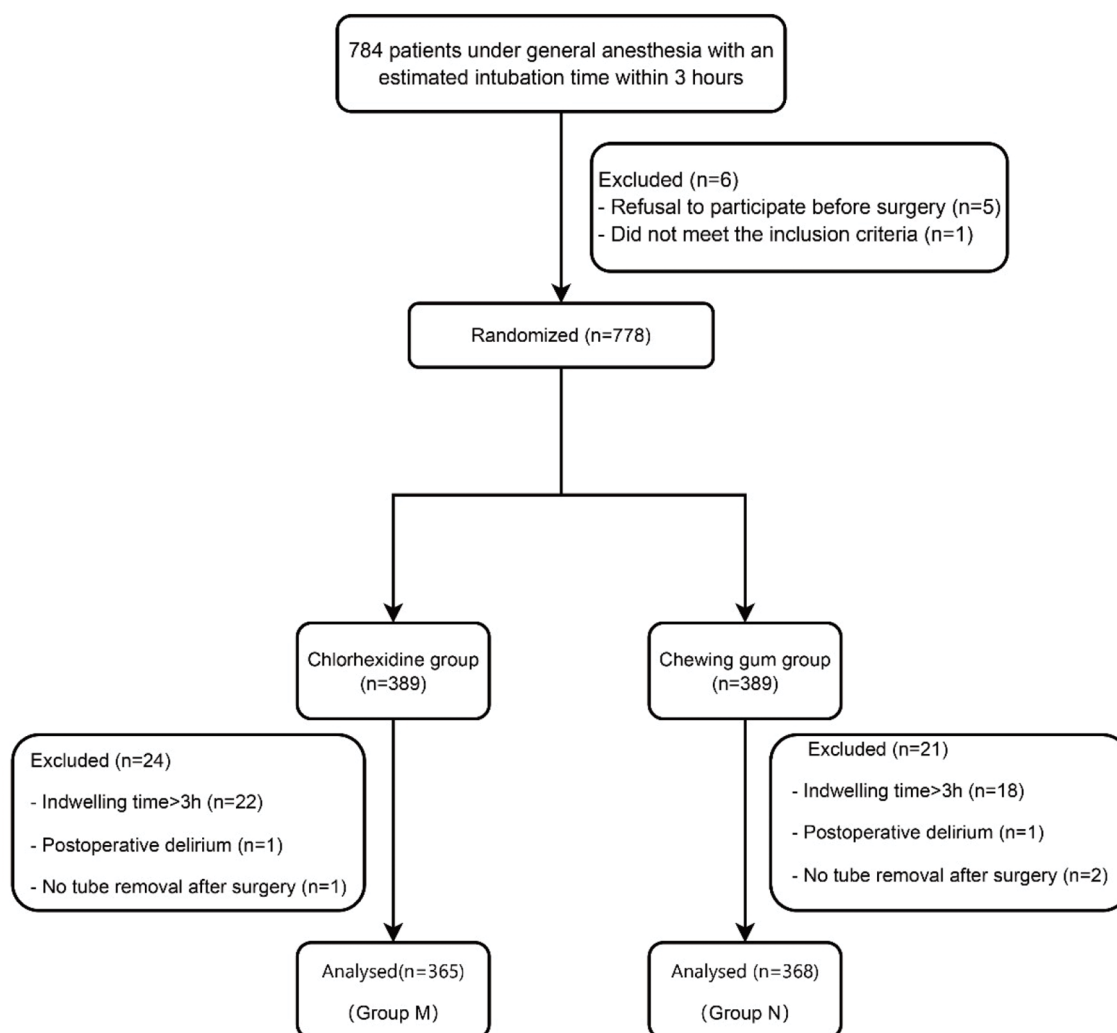 784 patients under general anesthesia with an
estimated intubation time within 3 hours
Excluded (n=6)
- Refusal to participate before surgery (n=5)
- Did not meet the inclusion criteria (n=1)
Randomized (n=778)
Chlorhexidine group
(n=389)
Chewing gum group
(n=389)
Excluded (n=24)
- Indwelling time>3h (n=22)
- Postoperative delirium (n=1)
- No tube removal after surgery (n=1)
Excluded (n=21)
- Indwelling time>3h (n=18)
- Postoperative delirium (n=1)
- No tube removal after surgery (n=2)
Analysed(n=365)
(Group M)
Analysed (n=368)
(Group N)